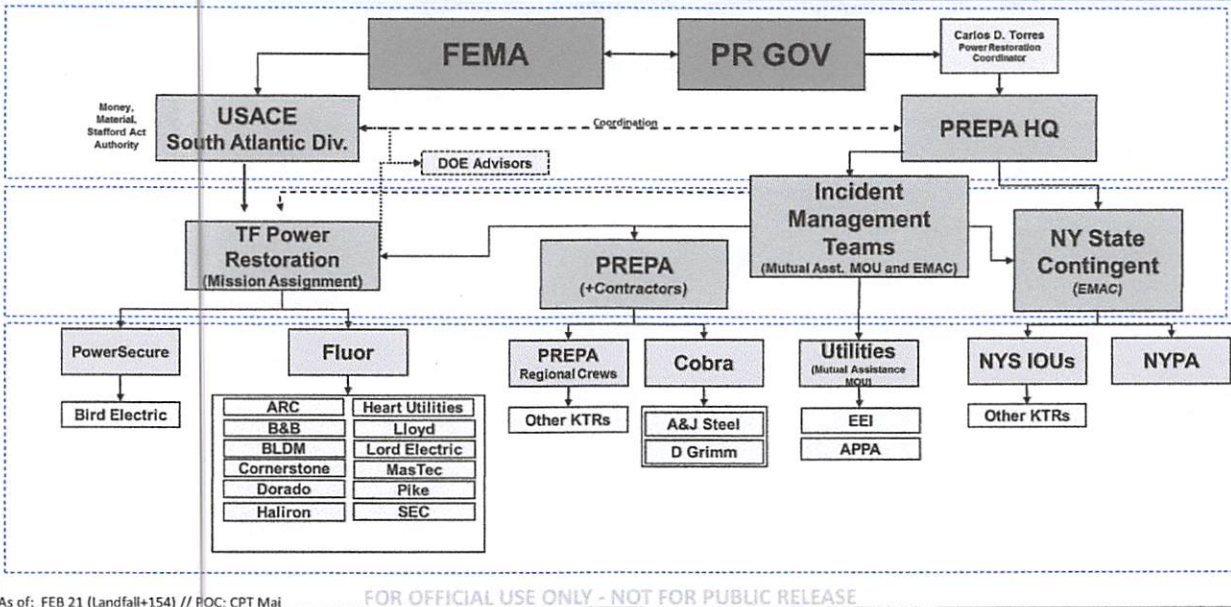 FEMA
PR GOV
Carlos D. Torres
Power Restoration
Coordinator
Money,
Material,
Stafford Act
Authority
USACE
South Atlantic Div.
Coordination
PREPA HQ
DOE Advisors
TF Power
Restoration
(Mission Assignment)
PREPA
(+Contractors)
Incident
Management
Teams
(Mutual Asst. MOU and EMAC)
NY State
Contingent
(EMAC)
PowerSecure
Bird Electric
Fluor
ARC
B&B
BLDM
Cornerstone
Dorado
Haliron
Heart Utilities
Lloyd
Lord Electric
MasTec
Pike
SEC
PREPA
Regional Crews
Other KTRs
Cobra
A&J Steel
D Grimm
Utilities
(Mutual Assistance
MOU)
EEI
APPA
NYS IOUs
Other KTRs
NYPA
As of: FEB 21 (Landfall+154) // POC: CPT Mai
FOR OFFICIAL USE ONLY - NOT FOR PUBLIC RELEASE